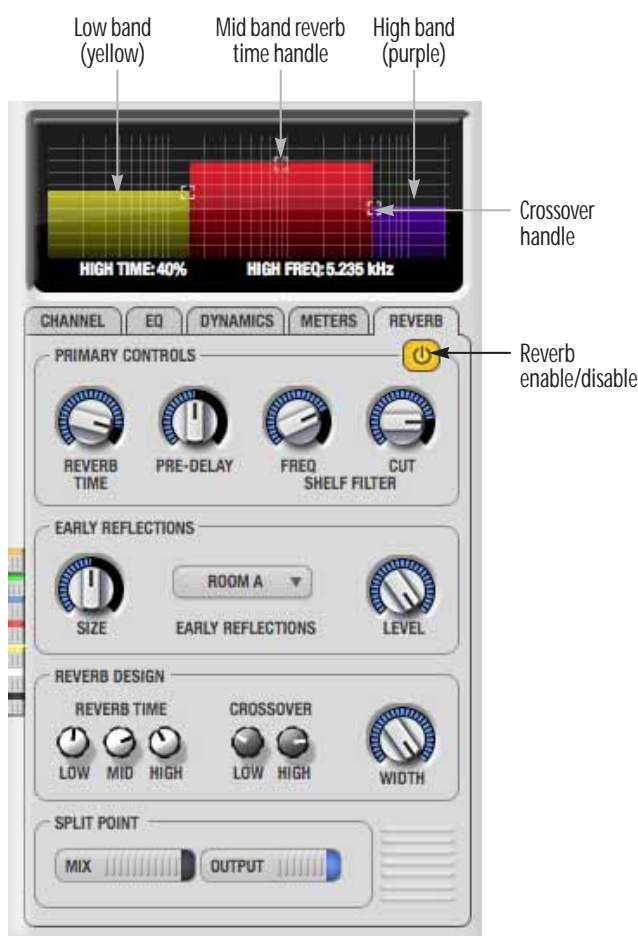 Low band
(yellow)
Mid band reverb
time handle
High band
(purple)
Crossover
handle
HIGH TIME: 40% HIGH FREQ: 5.235 kHz
CHANNEL EQ DYNAMICS METERS REVERB
PRIMARY CONTROLS
Reverb
enable/disable
REVERB
TIME
PRE-DELAY
FREQ
CUT
SHELF FILTER
EARLY REFLECTIONS
ROOM A
SIZE
EARLY REFLECTIONS
LEVEL
REVERB DESIGN
REVERB TIME
CROSSOVER
LOW MID HIGH
LOW HIGH
WIDTH
SPLIT POINT
MIX
OUTPUT